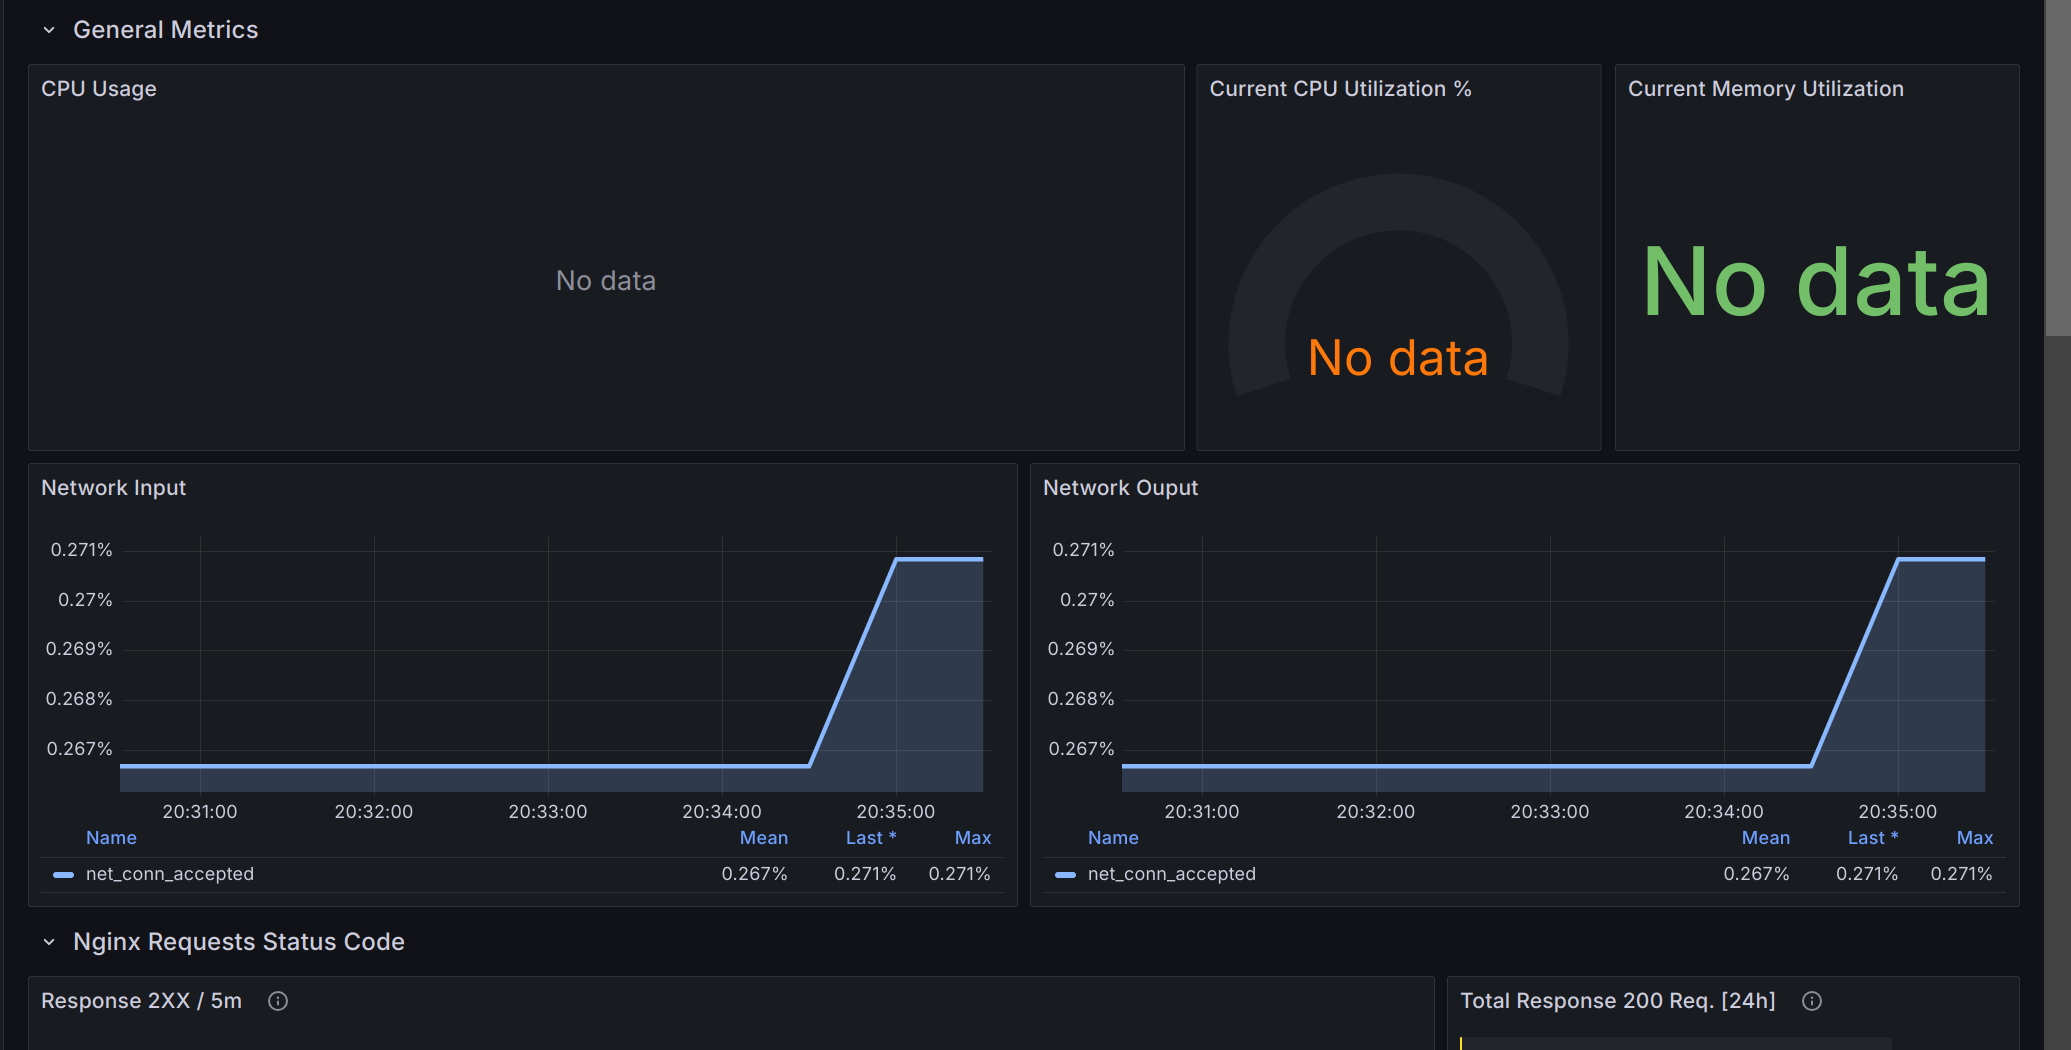 General Metrics
CPU Usage
No data
Current CPU Utilization %
No data
Current Memory Utilization
No data
Network Input
0.271%
0.27%
0.269%
0.268%
0.267%
20:31:00 20:32:00 20:33:00 20:34:00 20:35:00
Name Mean Last * Max
net_conn_accepted 0.267% 0.271% 0.271%
Network Ouput
0.271%
0.27%
0.269%
0.268%
0.267%
20:31:00 20:32:00 20:33:00 20:34:00 20:35:00
Name Mean Last * Max
net_conn_accepted 0.267% 0.271% 0.271%
Nginx Requests Status Code
Response 2XX / 5m
Total Response 200 Req. [24h]